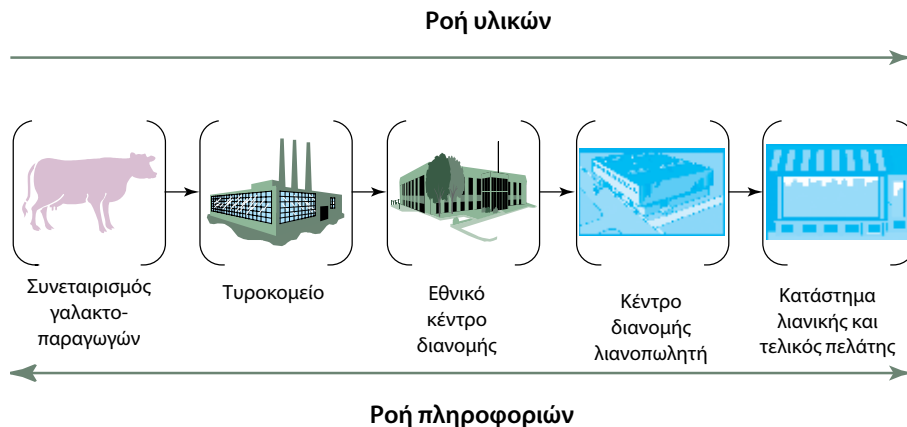 Ροή υλικών
Συνεταιρισμός
γαλακτο-
παραγωγών
Τυροκομείο
Εθνικό
κέντρο
διανομής
Κέντρο
διανομής
λιανοπωλητή
Κατάστημα
λιανικής και
τελικός πελάτης
Ροή πληροφοριών